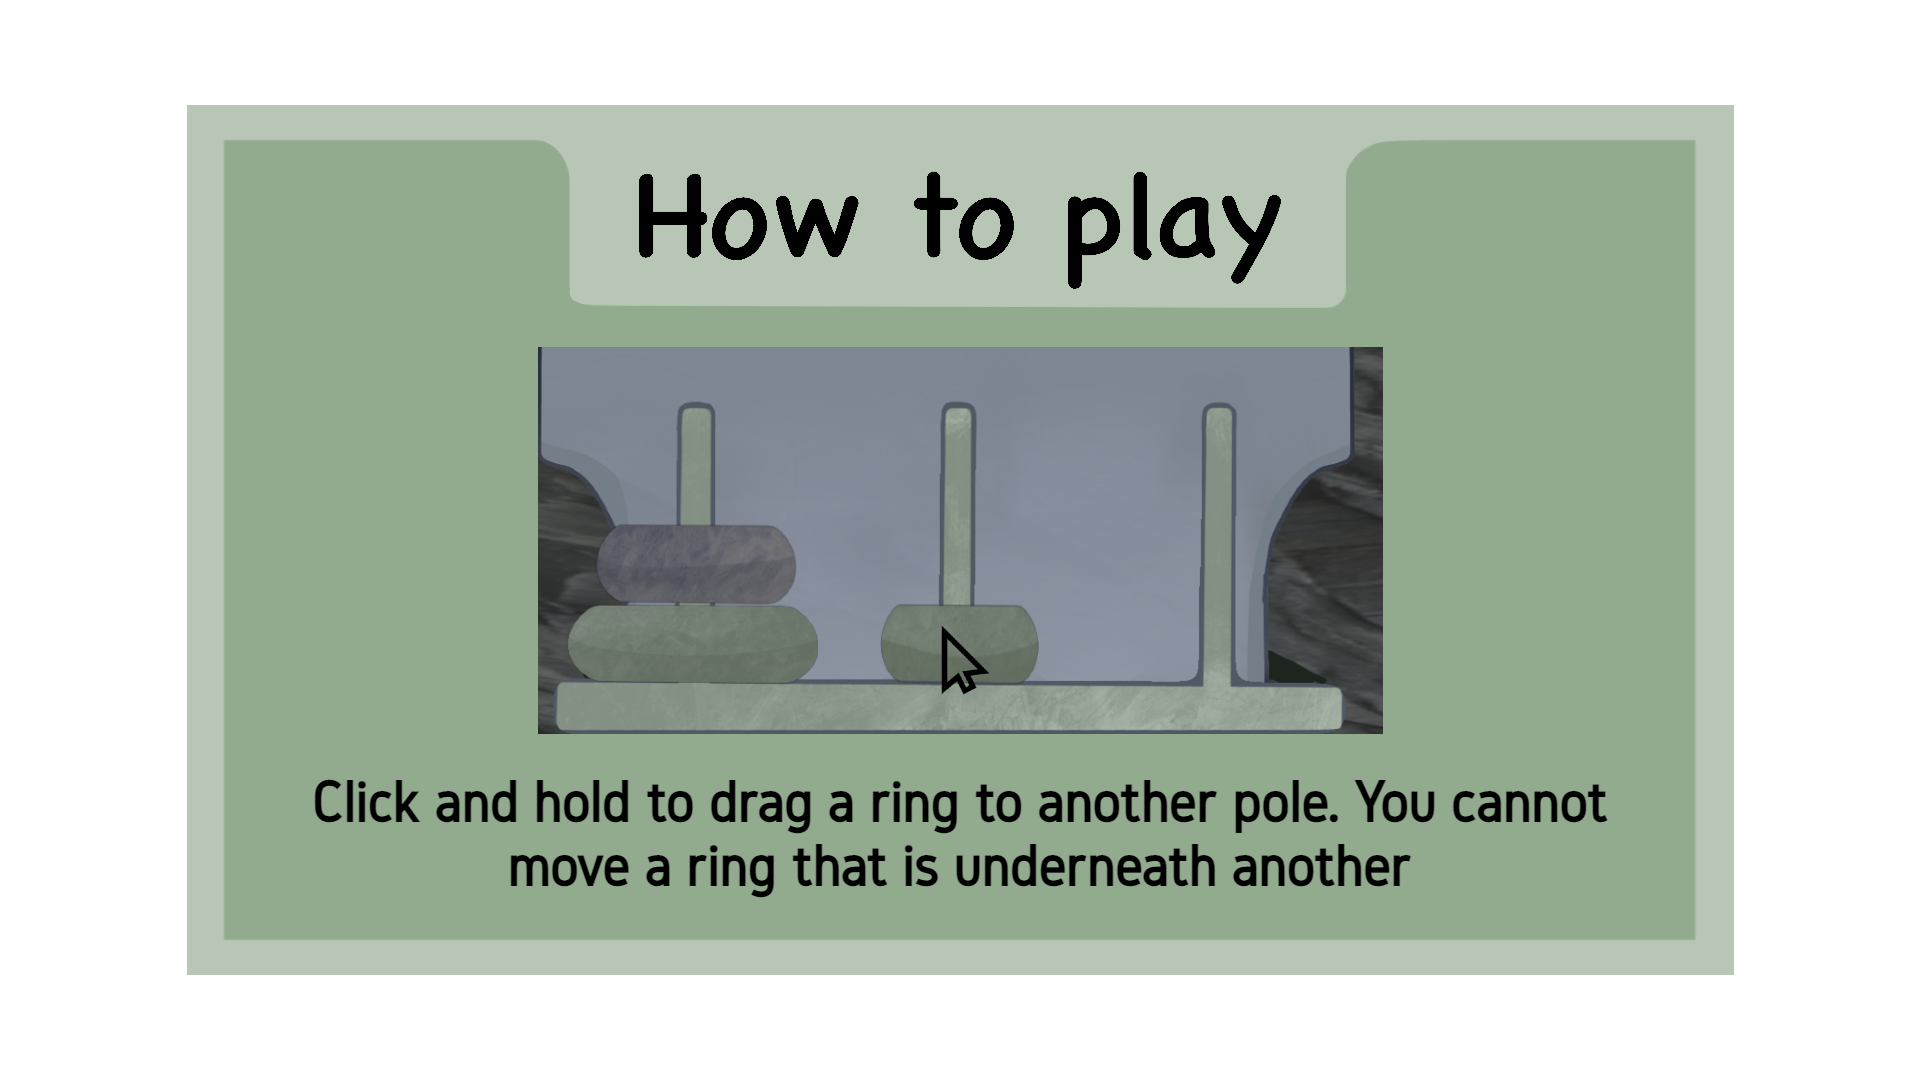 How to play
Click and hold to drag a ring to another pole. You cannot
move a ring that is underneath another